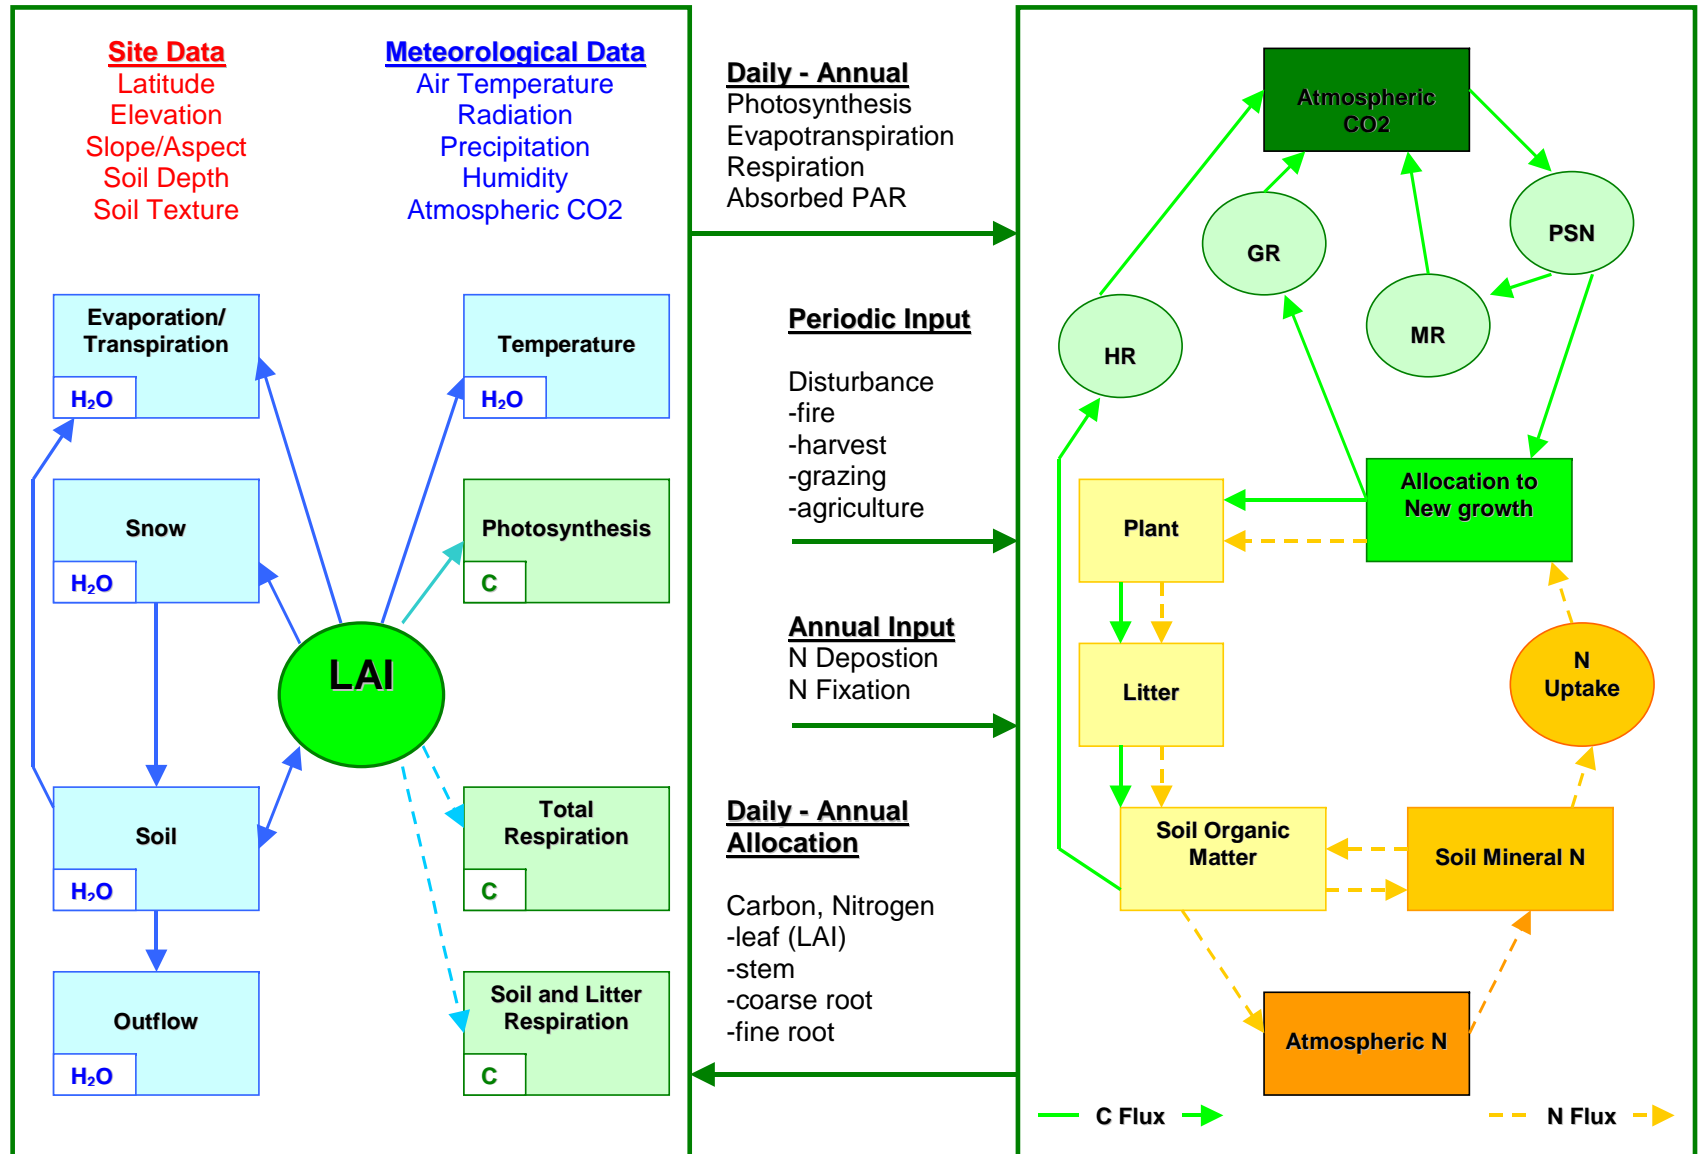 Site Data
Latitude
Elevation
Slope/Aspect
Soil Depth
Soil Texture
Meteorological Data
Air Temperature
Radiation
Precipitation
Humidity
Atmospheric CO2
Evaporation/
Transpiration
H₂O
Temperature
H₂O
Snow
H₂O
Photosynthesis
C
LAI
Soil
H₂O
Total
Respiration
C
Outflow
H₂O
Soil and Litter
Respiration
C
Daily - Annual
Photosynthesis
Evapotranspiration
Respiration
Absorbed PAR
Periodic Input
Disturbance
-fire
-harvest
-grazing
-agriculture
Annual Input
N Depostion
N Fixation
Daily - Annual
Allocation
Carbon, Nitrogen
-leaf (LAI)
-stem
-coarse root
-fine root
Atmospheric
CO2
PSN
GR
MR
HR
Allocation to
New growth
Plant
Litter
N
Uptake
Soil Organic
Matter
Soil Mineral N
Atmospheric N
C Flux
N Flux